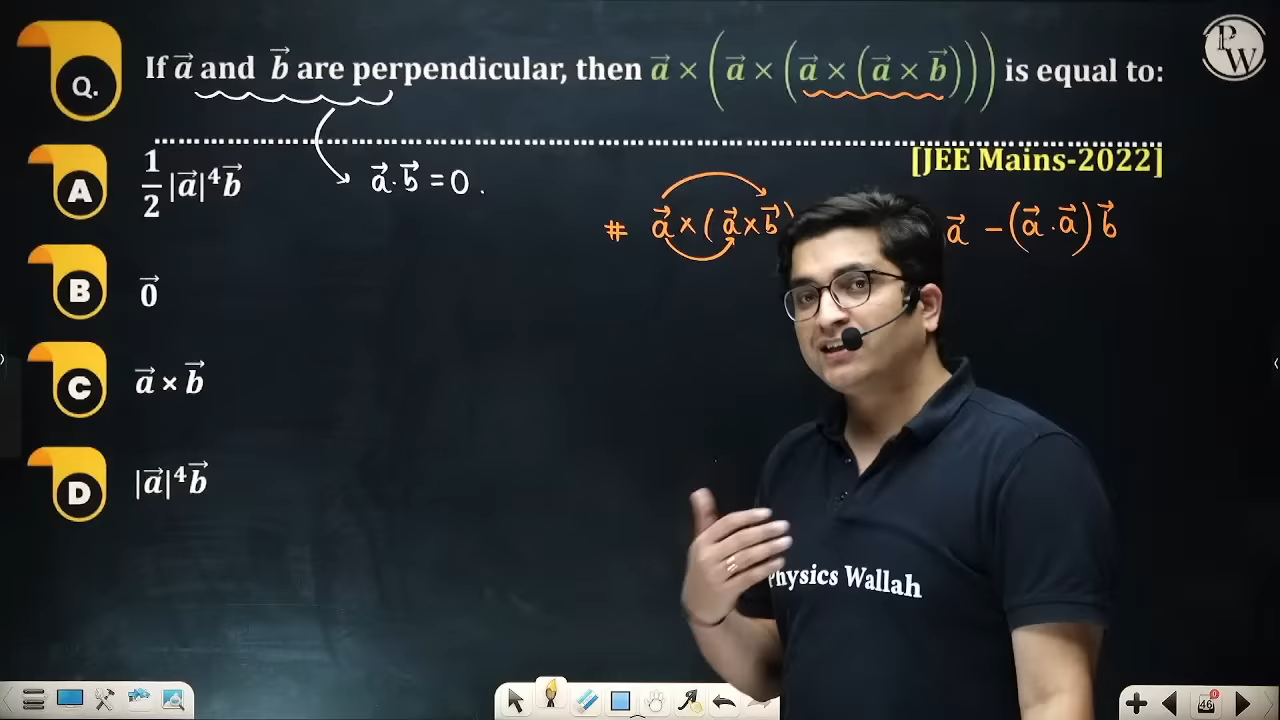 Q. If a⃗ and b⃗ are perpendicular, then a⃗ × (a⃗ × (a⃗ × (a⃗ × b⃗))) is equal to:
PW
[JEE Mains-2022]
A 1/2 |a⃗|⁴b⃗
a⃗.b⃗ = 0 .
# a⃗×(a⃗×b⃗) a⃗ - (a⃗.a⃗)b⃗
B 0⃗
C a⃗ × b⃗
D |a⃗|⁴b⃗
Physics Wallah
46